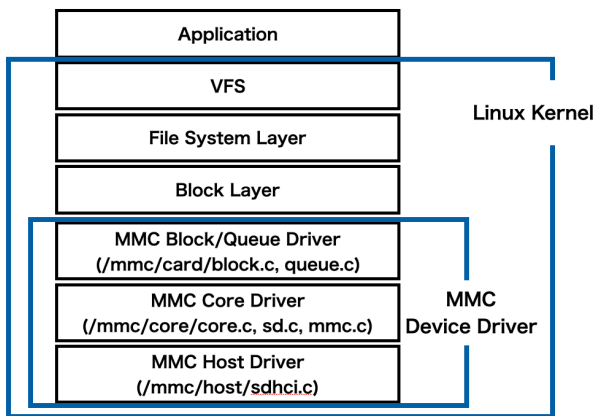 Application
VFS
Linux Kernel
File System Layer
Block Layer
MMC Block/Queue Driver
(/mmc/card/block.c, queue.c)
MMC Core Driver
(/mmc/core/core.c, sd.c, mmc.c)
MMC
Device Driver
MMC Host Driver
(/mmc/host/sdhci.c)